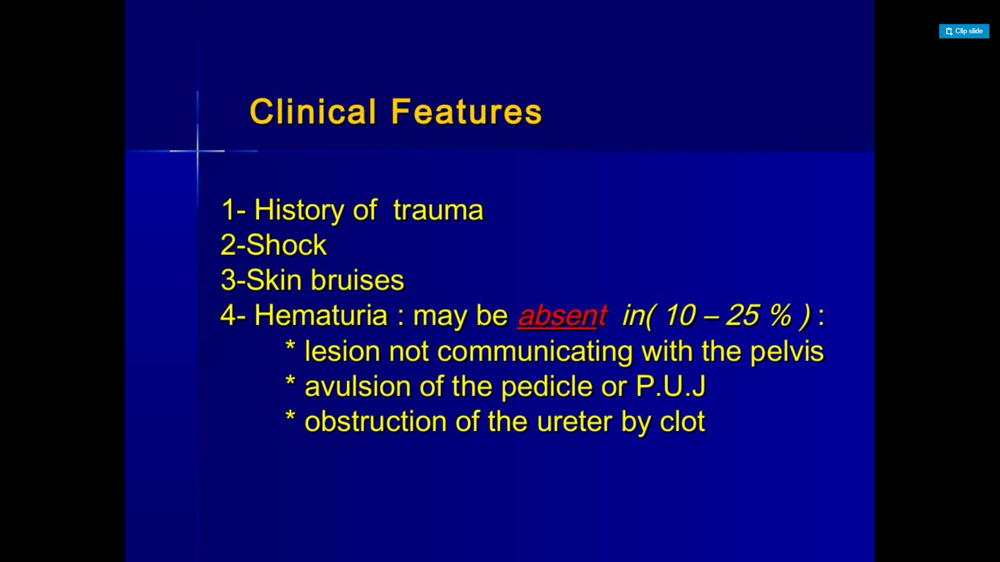 Clip slide
Clinical Features
1- History of  trauma
2-Shock
3-Skin bruises
4- Hematuria : may be absent  in( 10 – 25 % ) :
* lesion not communicating with the pelvis
* avulsion of the pedicle or P.U.J
* obstruction of the ureter by clot